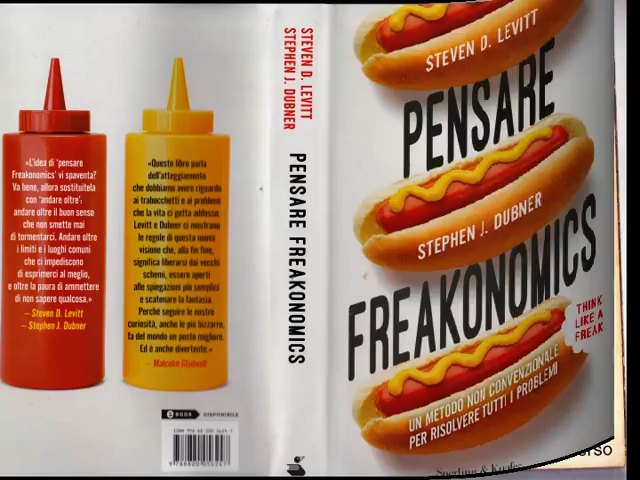 «L'idea di 'pensare
Freakonomics' vi spaventa?
Va bene, allora sostituitela
con 'andare oltre':
andare oltre il buon senso
che non smette mai
di tormentarci. Andare oltre
i limiti e i luoghi comuni
che ci impediscono
di esprimerci al meglio,
e oltre la paura di ammettere
di non sapere qualcosa.»
– Steven D. Levitt
– Stephen J. Dubner
«Questo libro parla
dell'atteggiamento
che dobbiamo avere riguardo
ai trabocchetti e ai problemi
che la vita ci getta addosso.
Levitt e Dubner ci mostrano
le regole di questa nuova
visione che, alla fin fine,
significa liberarsi dai vecchi
schemi, essere aperti
alle spiegazioni più semplici
e scatenare la fantasia.
Perché seguire le nostre
curiosità, anche le più bizzarre,
fa del mondo un posto migliore.
Ed è anche divertente.»
– Malcolm Gladwell
e BOOK DISPONIBILE
STEVEN D. LEVITT
STEPHEN J. DUBNER
PENSARE FREAKONOMICS
STEVEN D. LEVITT
PENSARE
STEPHEN J. DUBNER
FREAKONOMICS
THINK
LIKE A
FREAK
UN METODO NON CONVENZIONALE
PER RISOLVERE TUTTI I PROBLEMI
Sperling & Kupfer